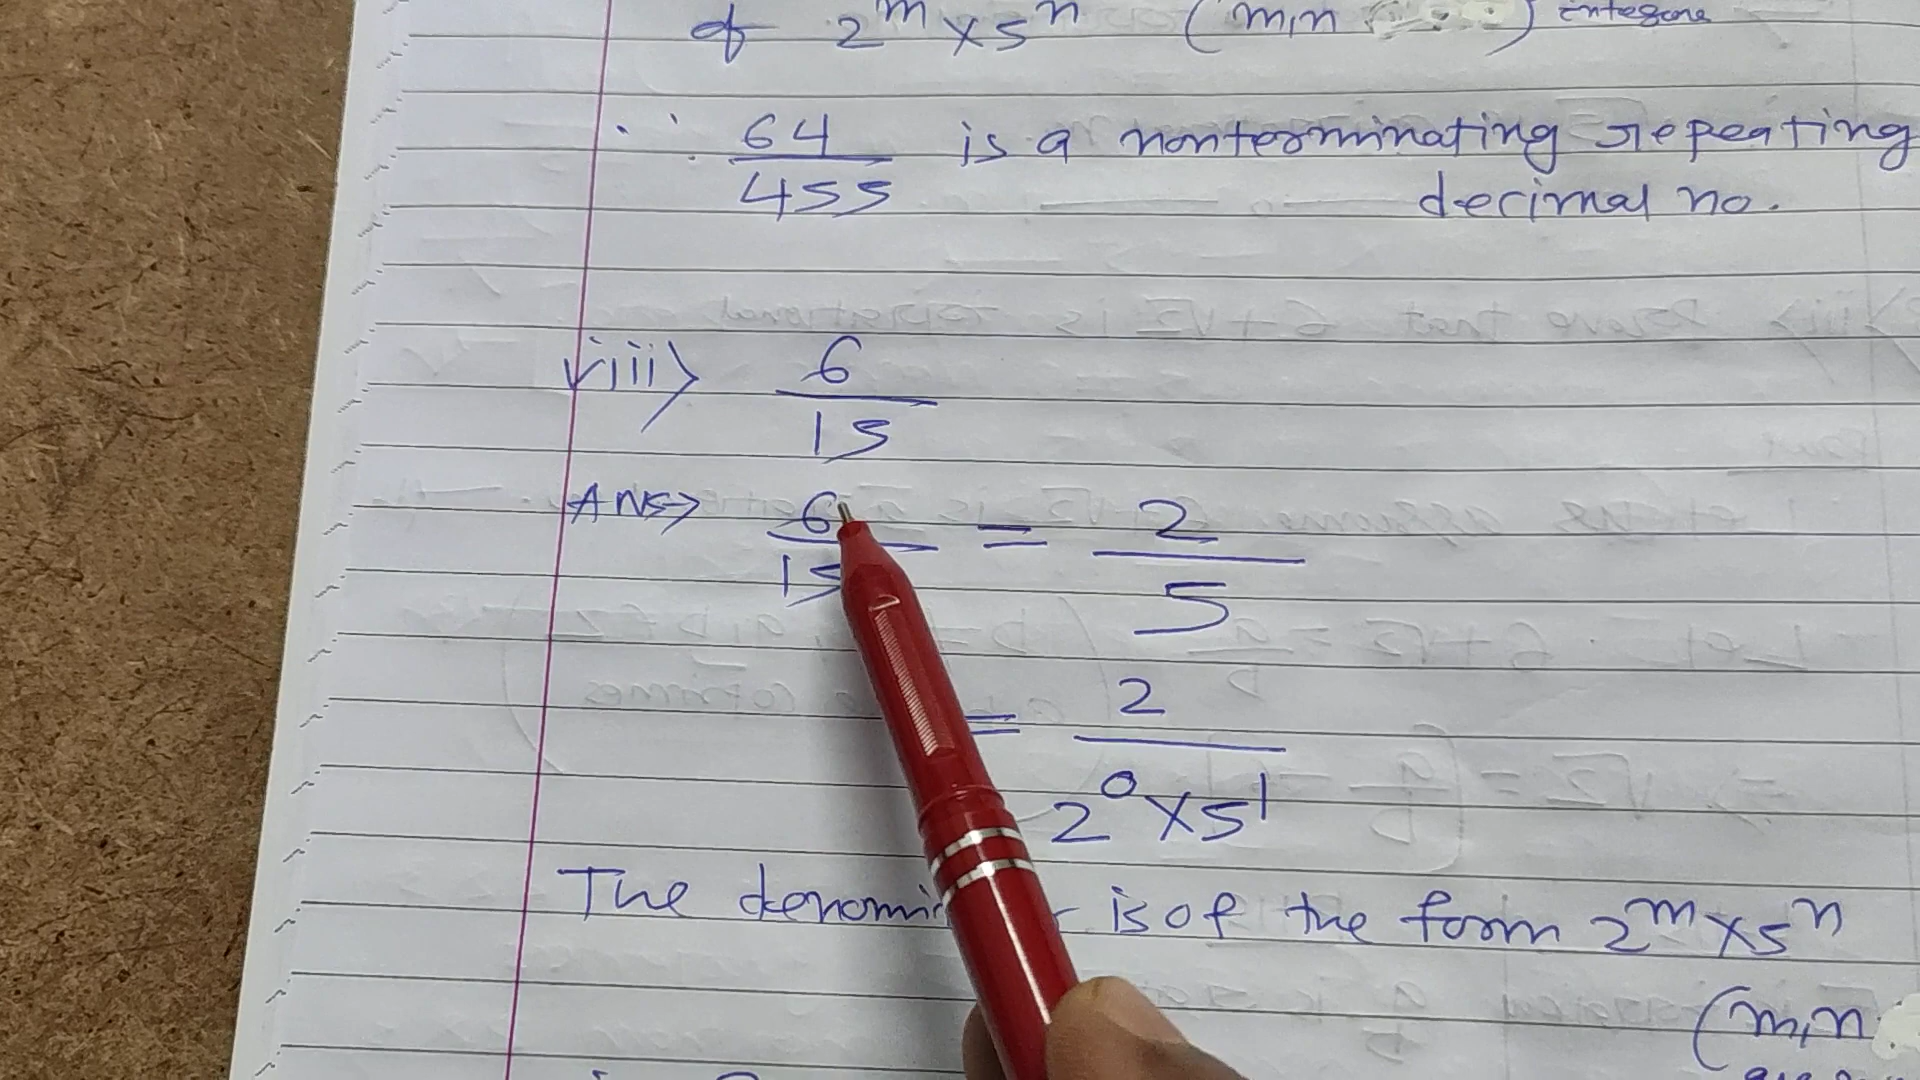 of 2^m × 5^n (m,n ) integers
∴ 64/455 is a nonterminating repeating
decimal no.
viii> 6/15
Ans→ 6/15 = 2/5
= 2/2^0×5^1
The is of the form 2^m×5^n
(m,n